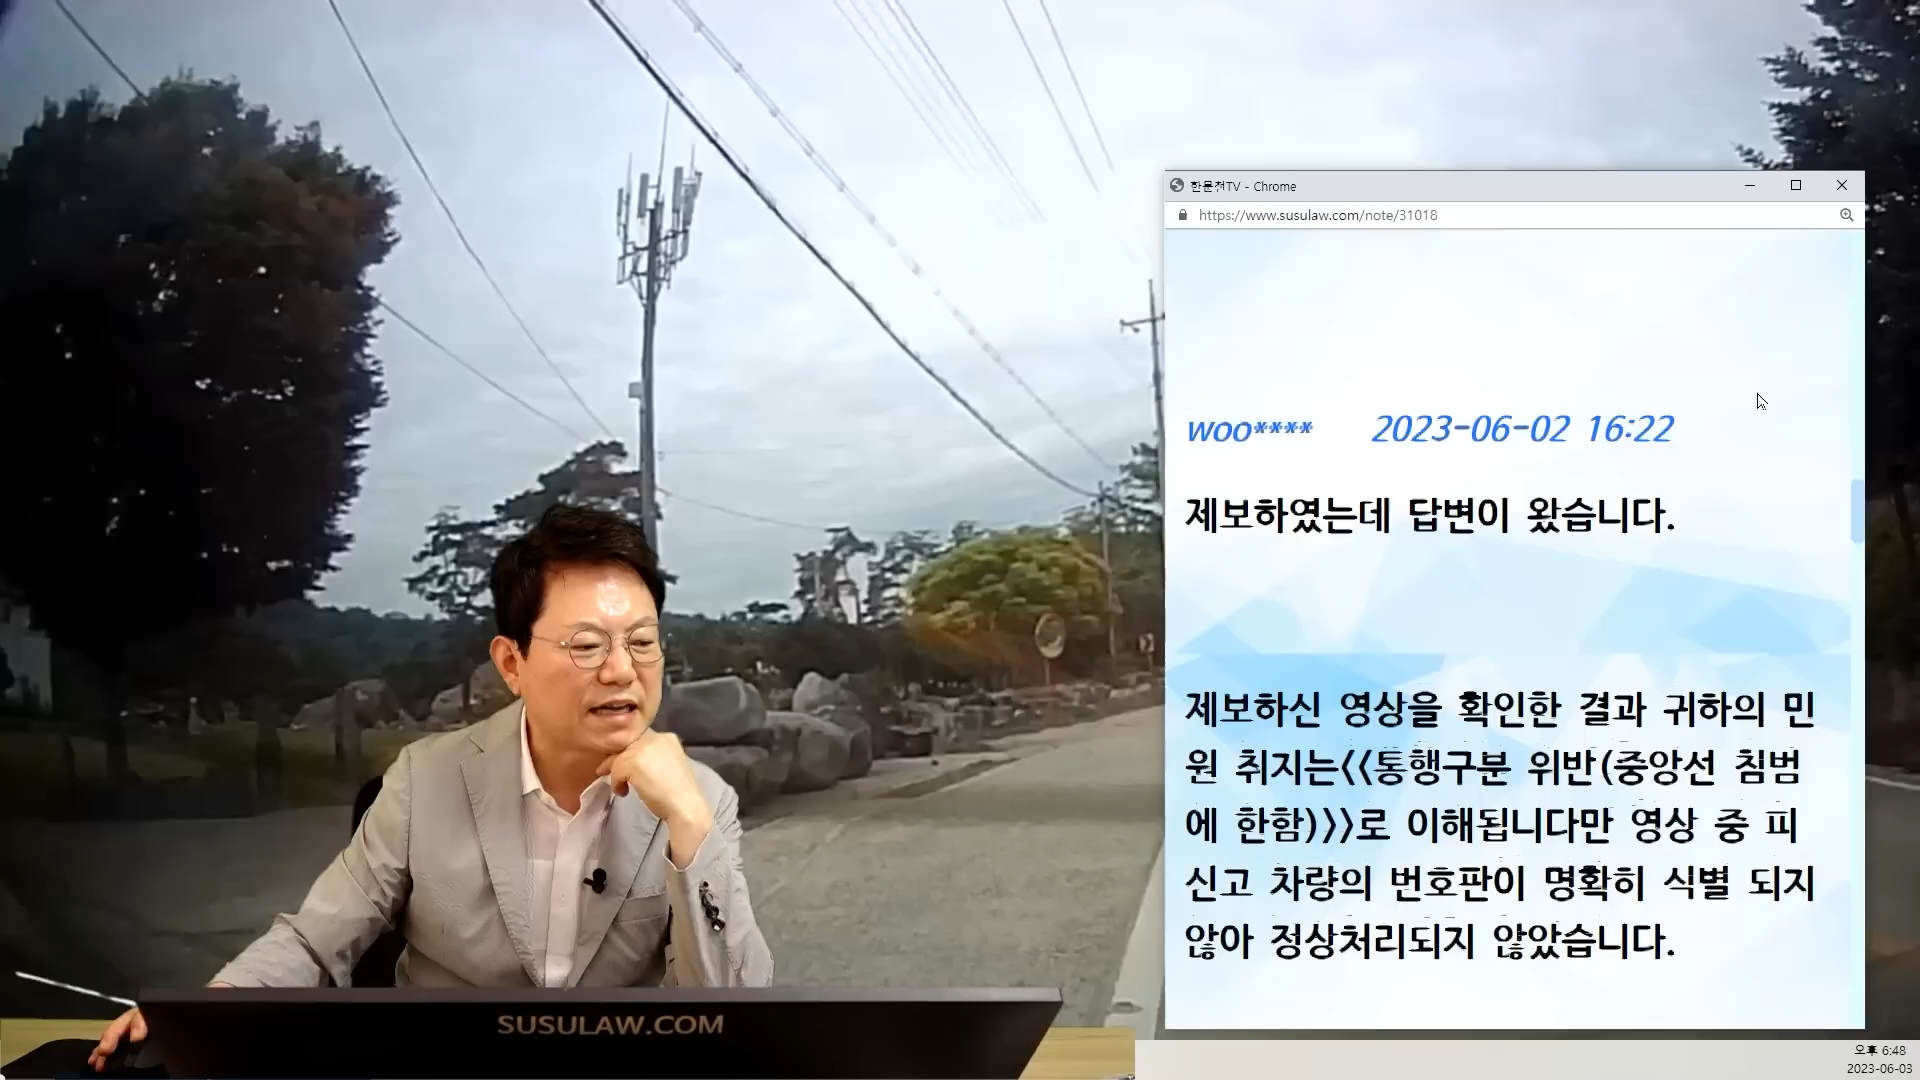 한문철TV - Chrome
https://www.susulaw.com/note/31018
woo**** 2023-06-02 16:22
제보하였는데 답변이 왔습니다.
제보하신 영상을 확인한 결과 귀하의 민
원 취지는<<통행구분 위반(중앙선 침범
에 한함)>>로 이해됩니다만 영상 중 피
신고 차량의 번호판이 명확히 식별 되지
않아 정상처리되지 않았습니다.
SUSULAW.COM
오후 6:48
2023-06-03